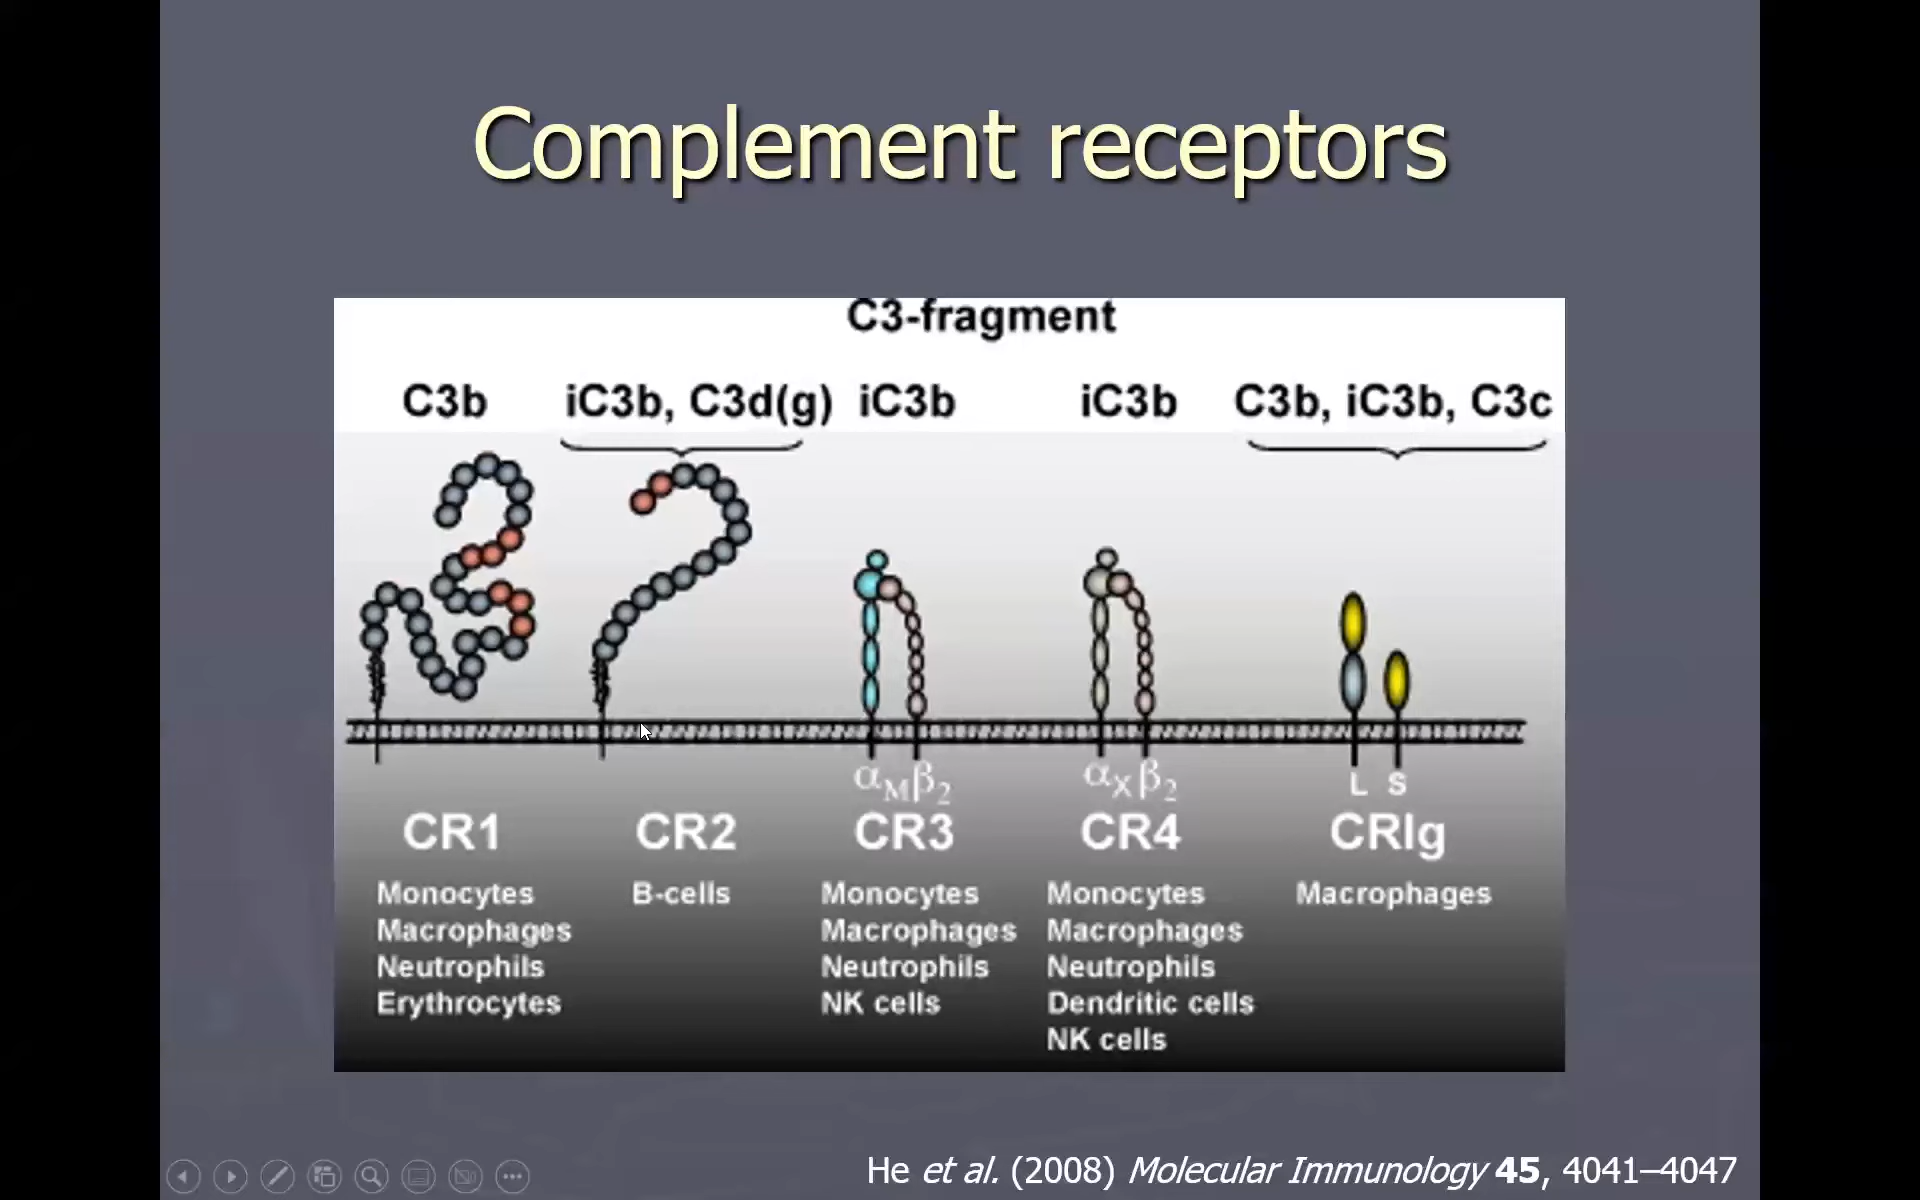 Complement receptors
C3-fragment
C3b iC3b, C3d(g) iC3b iC3b C3b, iC3b, C3c
αMβ2 αXβ2 L S
CR1 CR2 CR3 CR4 CRIg
Monocytes B-cells Monocytes Monocytes Macrophages
Macrophages Macrophages Macrophages
Neutrophils Neutrophils Neutrophils
Erythrocytes NK cells Dendritic cells
NK cells
He et al. (2008) Molecular Immunology 45, 4041–4047